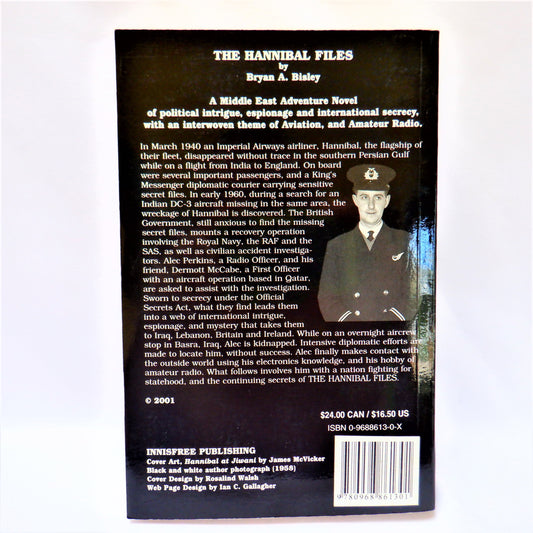 THE HANNIBAL FILES
by
Bryan A. Bisley
A Middle East Adventure Novel
of political intrigue, espionage and international secrecy,
with an interwoven theme of Aviation, and Amateur Radio.
In March 1940 an Imperial Airways airliner, Hannibal, the flagship of
their fleet, disappeared without trace in the southern Persian Gulf
while on a flight from India to England. On board
were several important passengers, and a King's
Messenger diplomatic courier carrying sensitive
secret files. In early 1960, during a search for an
Indian DC-3 aircraft missing in the same area, the
wreckage of Hannibal is discovered. The British
Government, still anxious to find the missing
secret files, mounts a recovery operation
involving the Royal Navy, the RAF and the
SAS, as well as civilian accident investiga-
tors. Alec Perkins, a Radio Officer, and his
friend, Dermott McCabe, a First Officer
with an aircraft operation based in Qatar,
are asked to assist with the investigation.
Sworn to secrecy under the Official
Secrets Act, what they find leads them
into a web of international intrigue,
espionage, and mystery that takes them
to Iraq, Lebanon, Britain and Ireland. While on an overnight aircrew
stop in Basra, Iraq, Alec is kidnapped. Intensive diplomatic efforts are
made to locate him, without success. Alec finally makes contact with
the outside world using his electronics knowledge, and his hobby of
amateur radio. What follows involves him with a nation fighting for
statehood, and the continuing secrets of THE HANNIBAL FILES.
© 2001
$24.00 CAN / $16.50 US
ISBN 0-9688613-0-X
INNISFREE PUBLISHING
Cover Art, Hannibal at Jiwani by James McVicker
Black and white author photograph (1958)
Cover Design by Rosalind Walsh
Web Page Design by Ian C. Gallagher
9 780968 861301